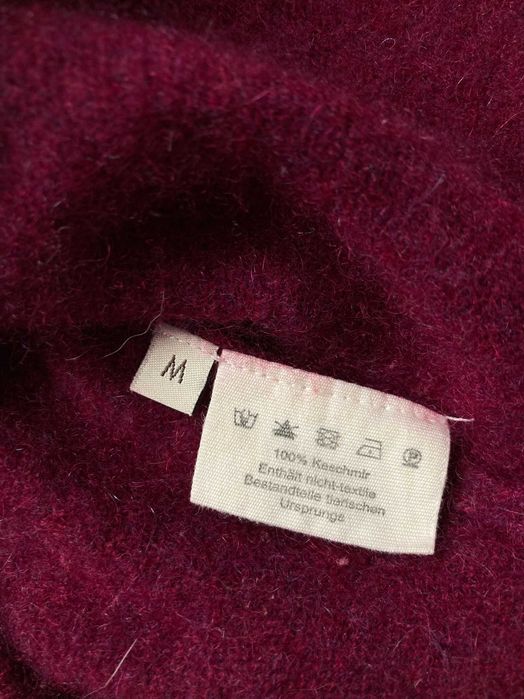 M
100% Kaschmir
Enthält nicht-textile
Bestandteile tierischen
Ursprungs